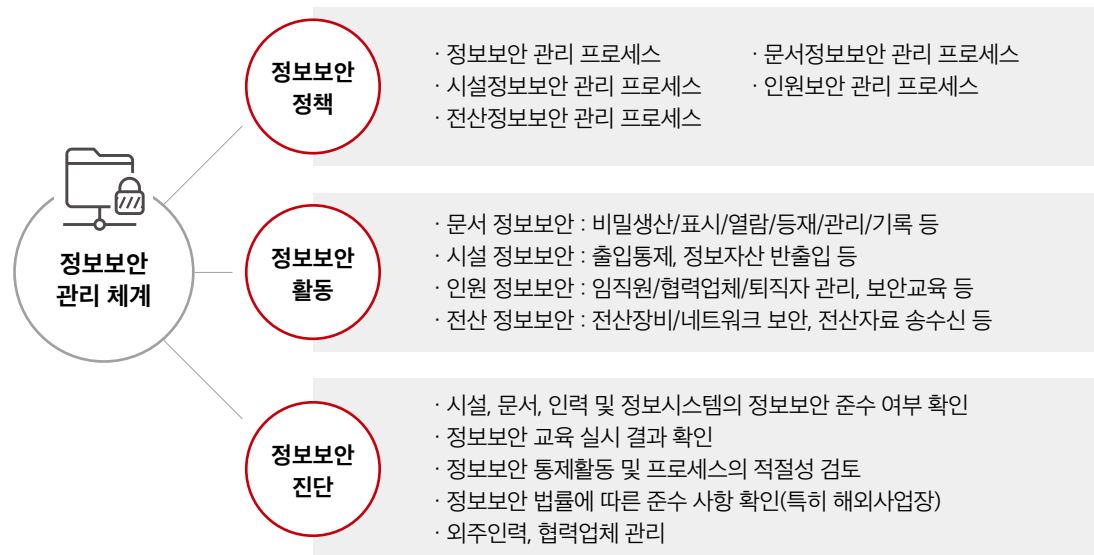 정보보안
관리 체계
정보보안
정책
· 정보보안 관리 프로세스
· 시설정보보안 관리 프로세스
· 전산정보보안 관리 프로세스
· 문서정보보안 관리 프로세스
· 인원보안 관리 프로세스
정보보안
활동
· 문서 정보보안 : 비밀생산/표시/열람/등재/관리/기록 등
· 시설 정보보안 : 출입통제, 정보자산 반출입 등
· 인원 정보보안 : 임직원/협력업체/퇴직자 관리, 보안교육 등
· 전산 정보보안 : 전산장비/네트워크 보안, 전산자료 송수신 등
정보보안
진단
· 시설, 문서, 인력 및 정보시스템의 정보보안 준수 여부 확인
· 정보보안 교육 실시 결과 확인
· 정보보안 통제활동 및 프로세스의 적절성 검토
· 정보보안 법률에 따른 준수 사항 확인(특히 해외사업장)
· 외주인력, 협력업체 관리